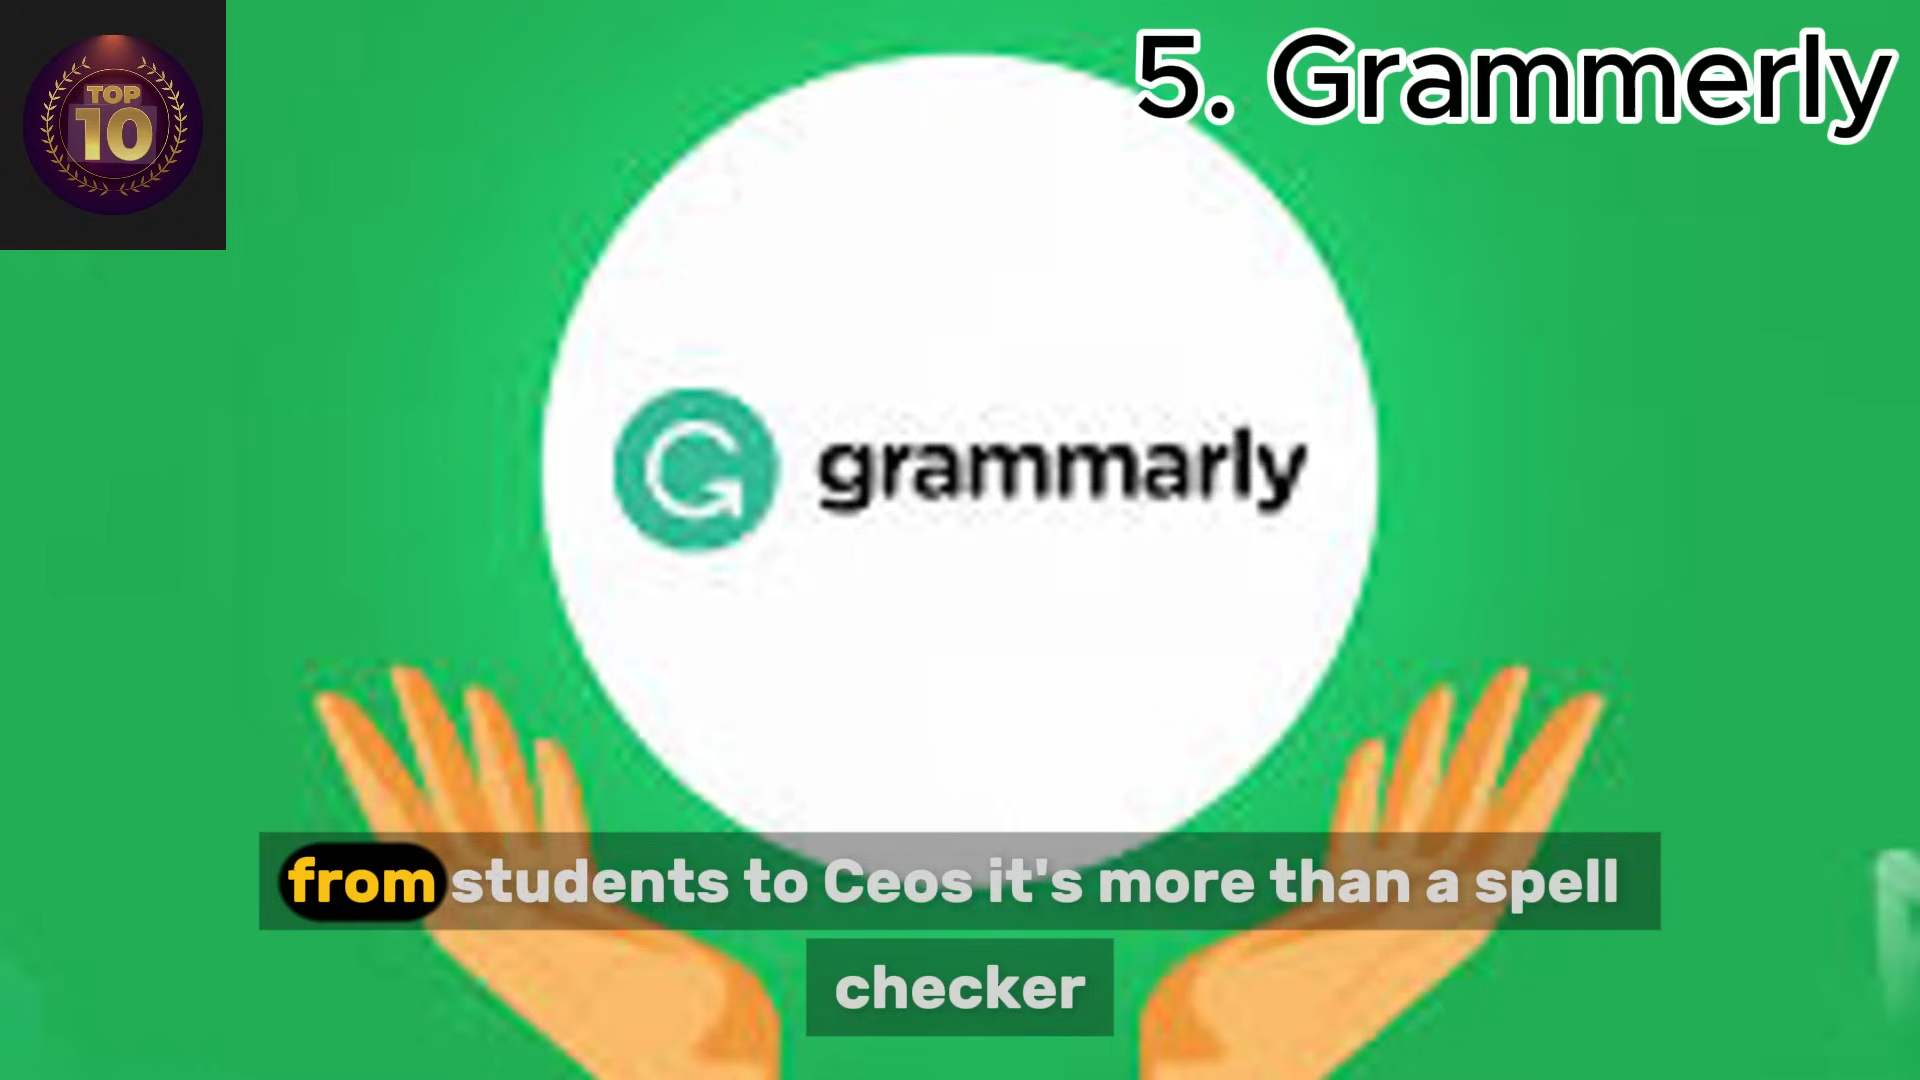 TOP
10
5. Grammerly
grammarly
from students to Ceos it's more than a spell
checker